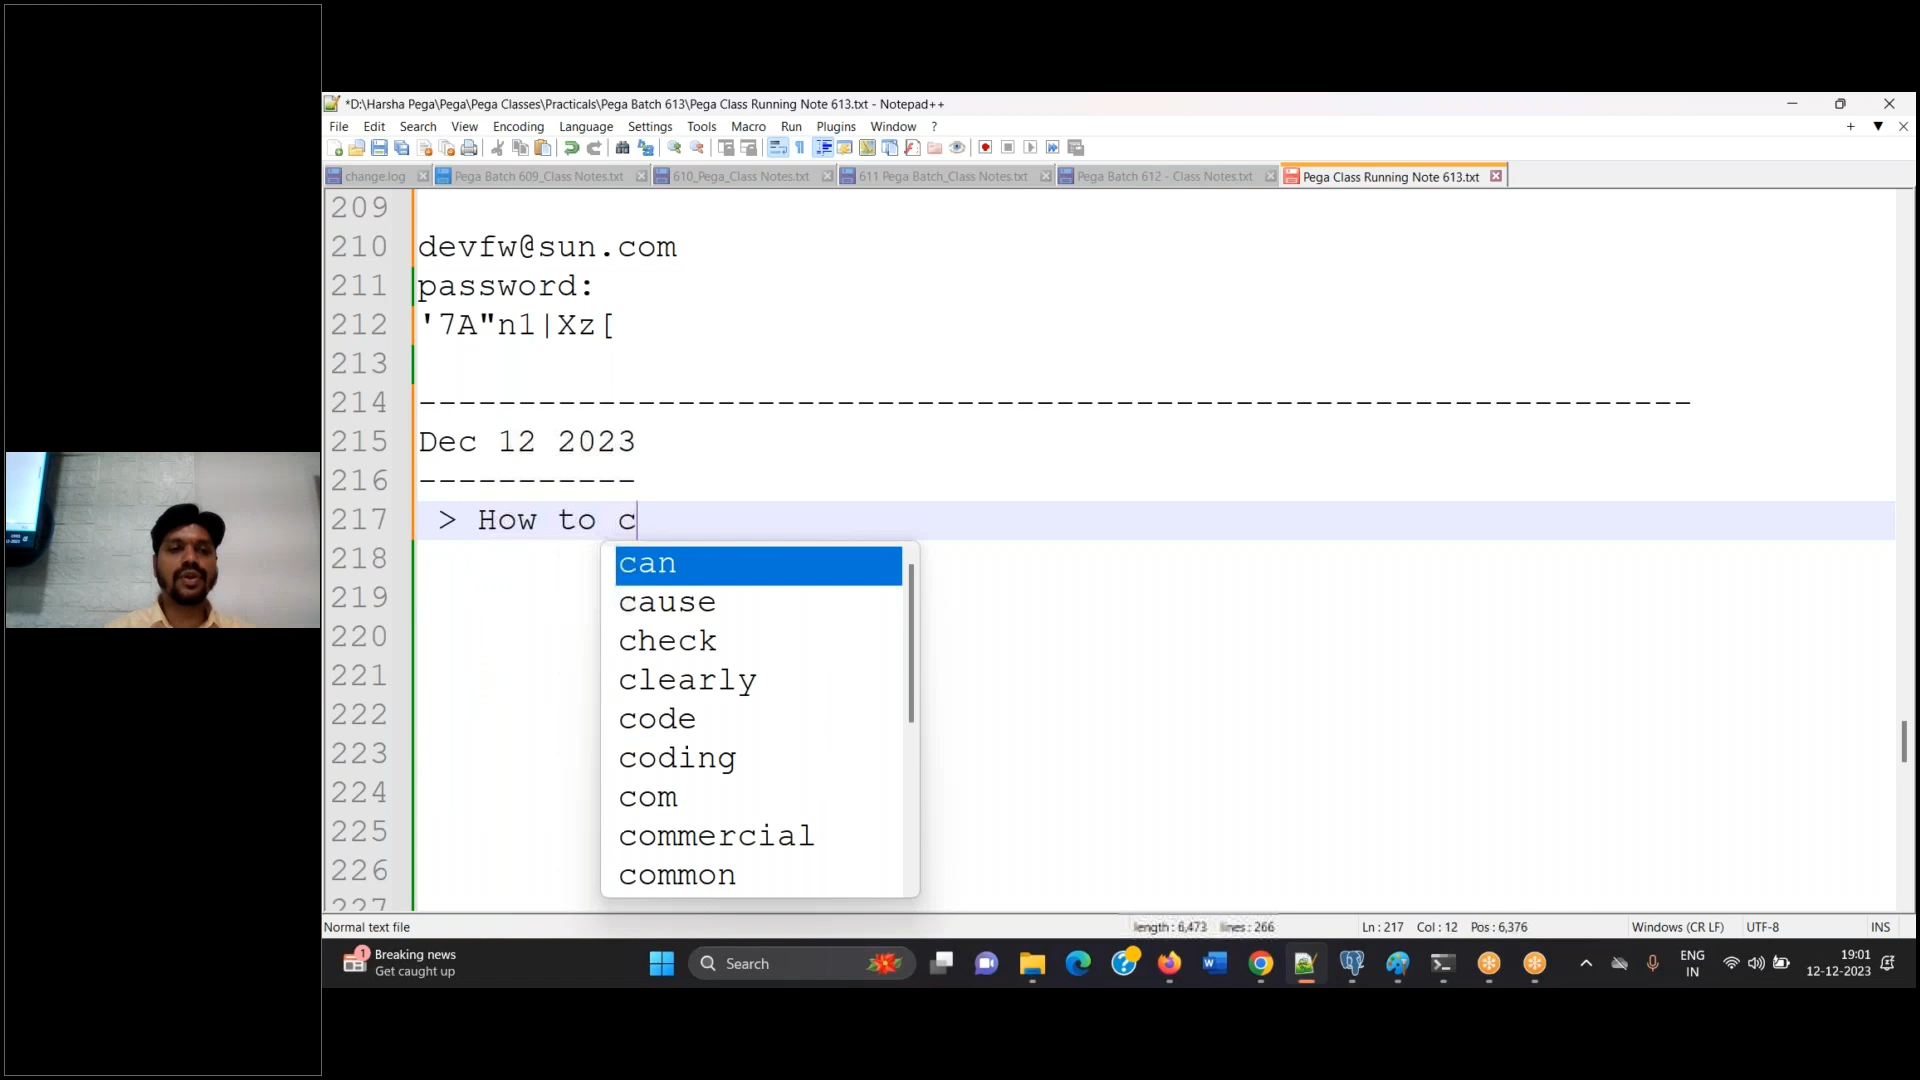 *D:\Harsha Pega\Pega\Pega Classes\Practicals\Pega Batch 613\Pega Class Running Note 613.txt - Notepad++
File Edit Search View Encoding Language Settings Tools Macro Run Plugins Window ?
change.log Pega Batch 609_Class Notes.txt 610_Pega_Class Notes.txt 611 Pega Batch_Class Notes.txt Pega Batch 612 - Class Notes.txt Pega Class Running Note 613.txt
209
210 devfw@sun.com
211 password:
212 '7A"n1|Xz[
213
214 ----------------------------------------------------------------
215 Dec 12 2023
216 -----------
217 > How to c
218 can
219 cause
220 check
221 clearly
222 code
223 coding
224 com
225 commercial
226 common
227
Normal text file length : 6,473 lines : 266 Ln : 217 Col : 12 Pos : 6,376 Windows (CR LF) UTF-8 INS
1 Breaking news
Get caught up
Search
ENG
IN
19:01
12-12-2023